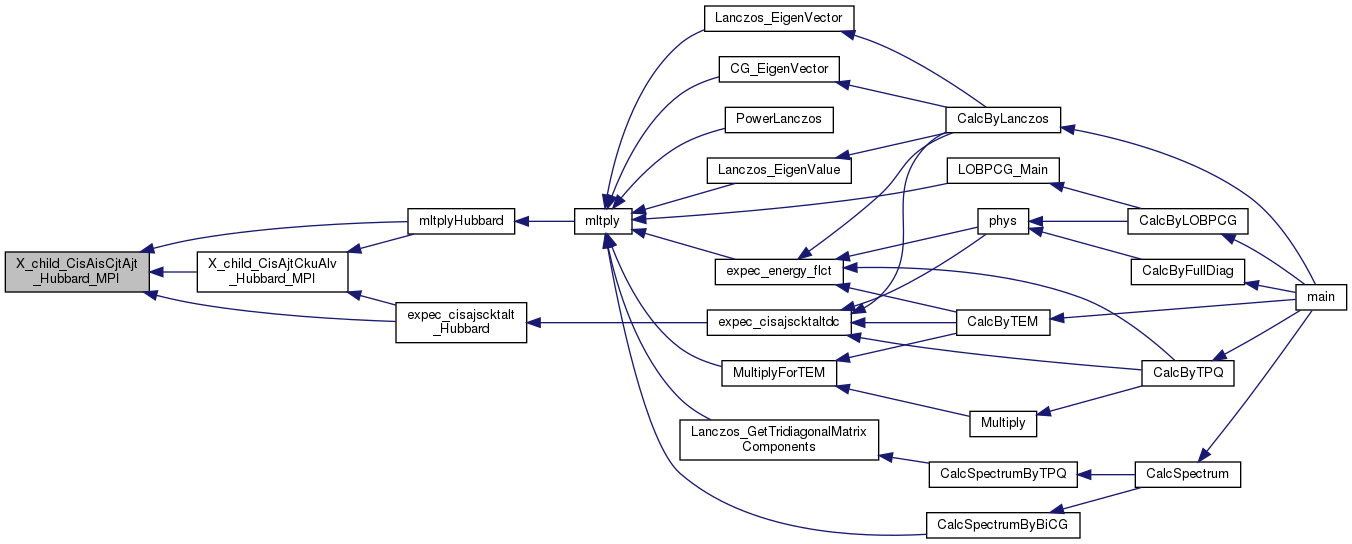 X_child_CisAisCjtAjt
_Hubbard_MPI
mltplyHubbard
X_child_CisAjtCkuAlv
_Hubbard_MPI
expec_cisajscktalt
_Hubbard
mltply
Lanczos_EigenVector
CG_EigenVector
PowerLanczos
Lanczos_EigenValue
expec_energy_flct
expec_cisajscktaltdc
MultiplyForTEM
Lanczos_GetTridiagonalMatrix
Components
CalcByLanczos
LOBPCG_Main
phys
CalcByTEM
Multiply
CalcSpectrumByTPQ
CalcSpectrumByBiCG
CalcByLOBPCG
CalcByFullDiag
CalcByTPQ
CalcSpectrum
main